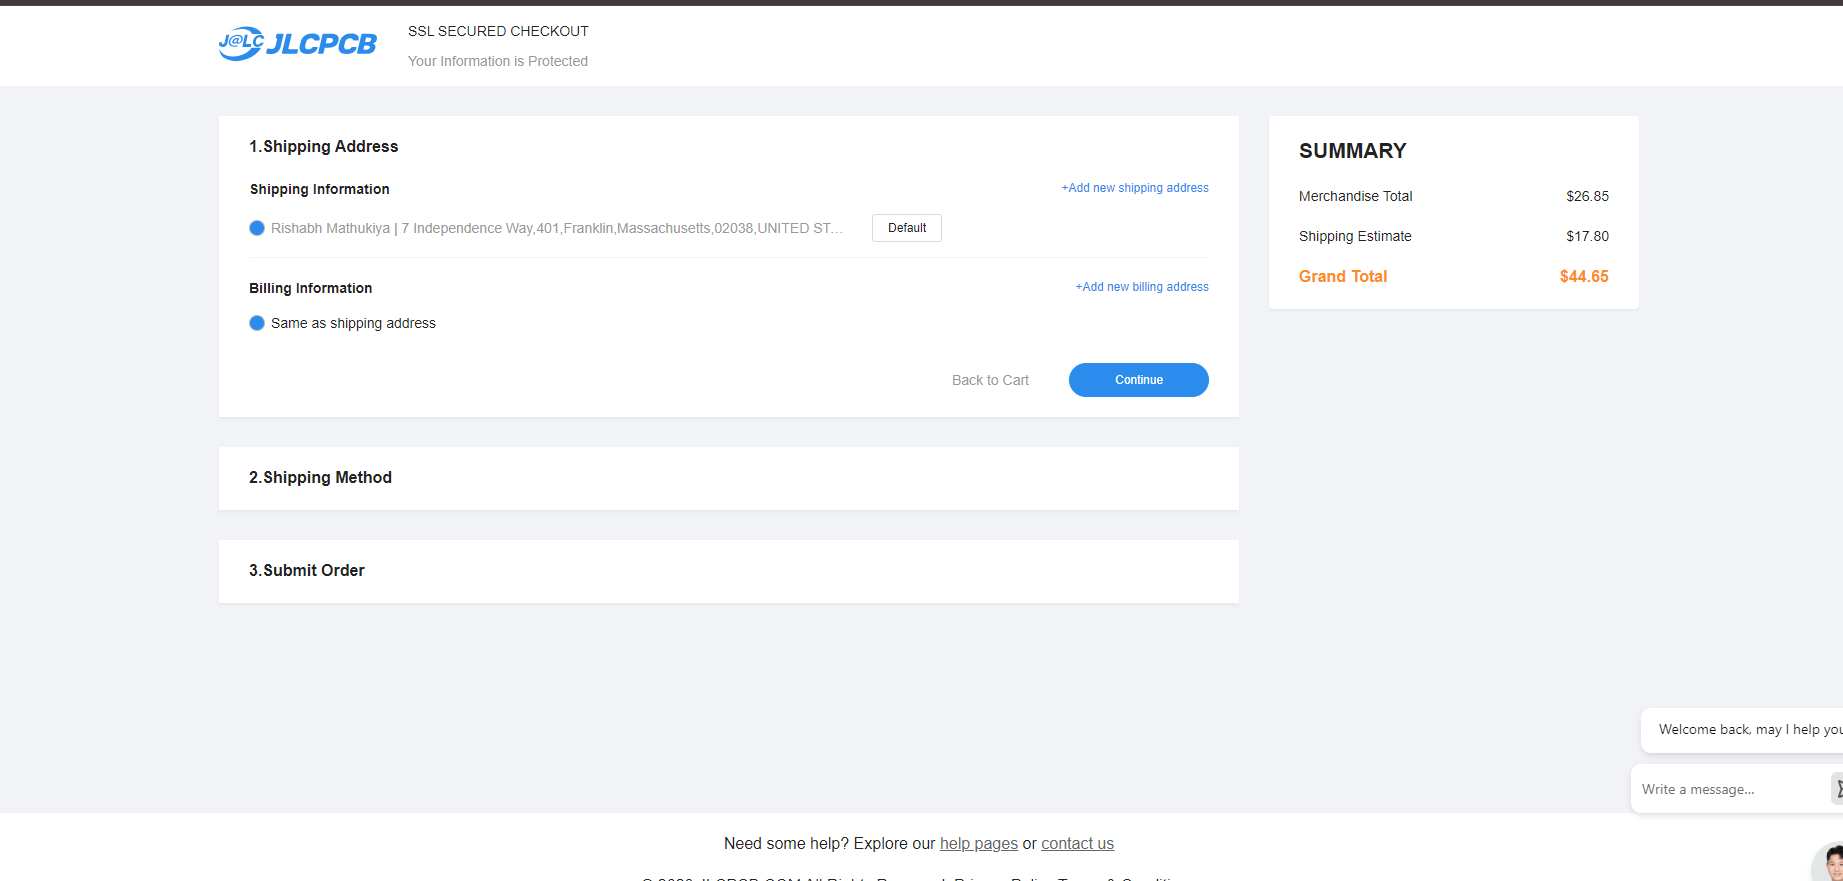 J@LC JLCPCB
SSL SECURED CHECKOUT
Your Information is Protected
1.Shipping Address
Shipping Information
+Add new shipping address
Rishabh Mathukiya | 7 Independence Way,401,Franklin,Massachusetts,02038,UNITED ST...
Default
Billing Information
+Add new billing address
Same as shipping address
Back to Cart
Continue
2.Shipping Method
3.Submit Order
SUMMARY
Merchandise Total $26.85
Shipping Estimate $17.80
Grand Total $44.65
Welcome back, may I help you
Write a message...
Need some help? Explore our help pages or contact us